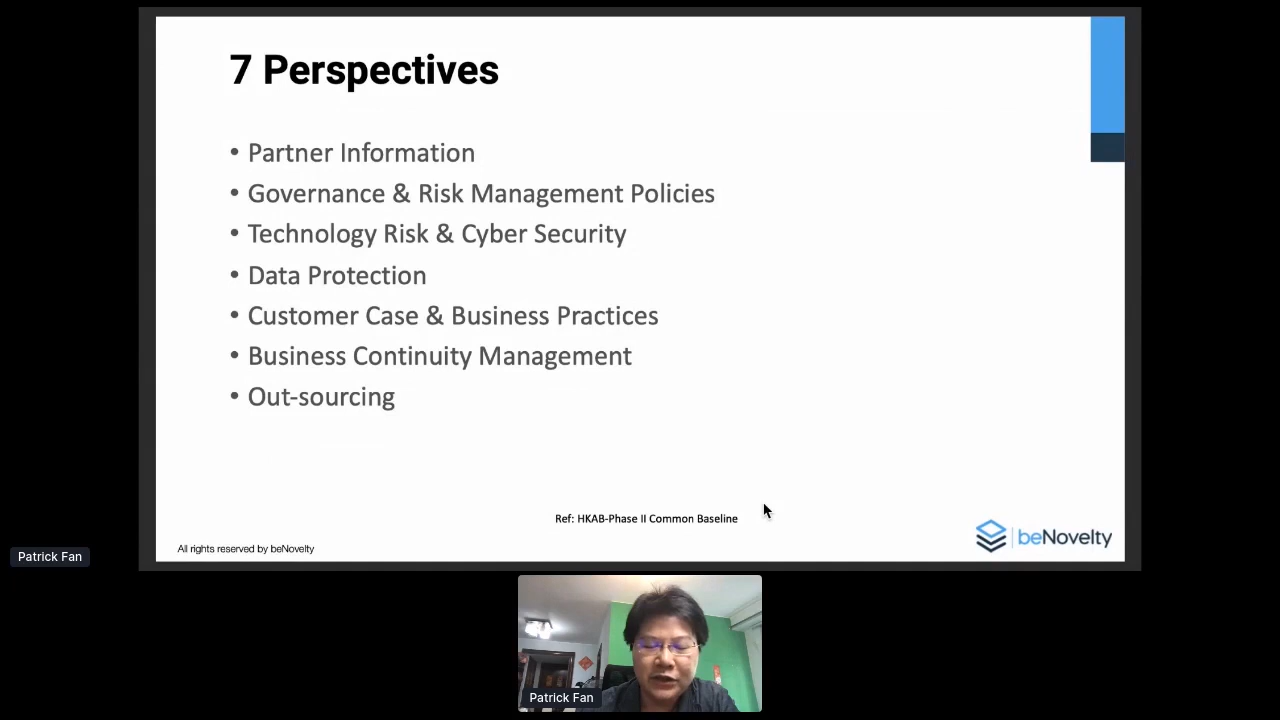 7 Perspectives
• Partner Information
• Governance & Risk Management Policies
• Technology Risk & Cyber Security
• Data Protection
• Customer Case & Business Practices
• Business Continuity Management
• Out-sourcing
Ref: HKAB-Phase II Common Baseline
All rights reserved by beNovelty
beNovelty
Patrick Fan
Patrick Fan